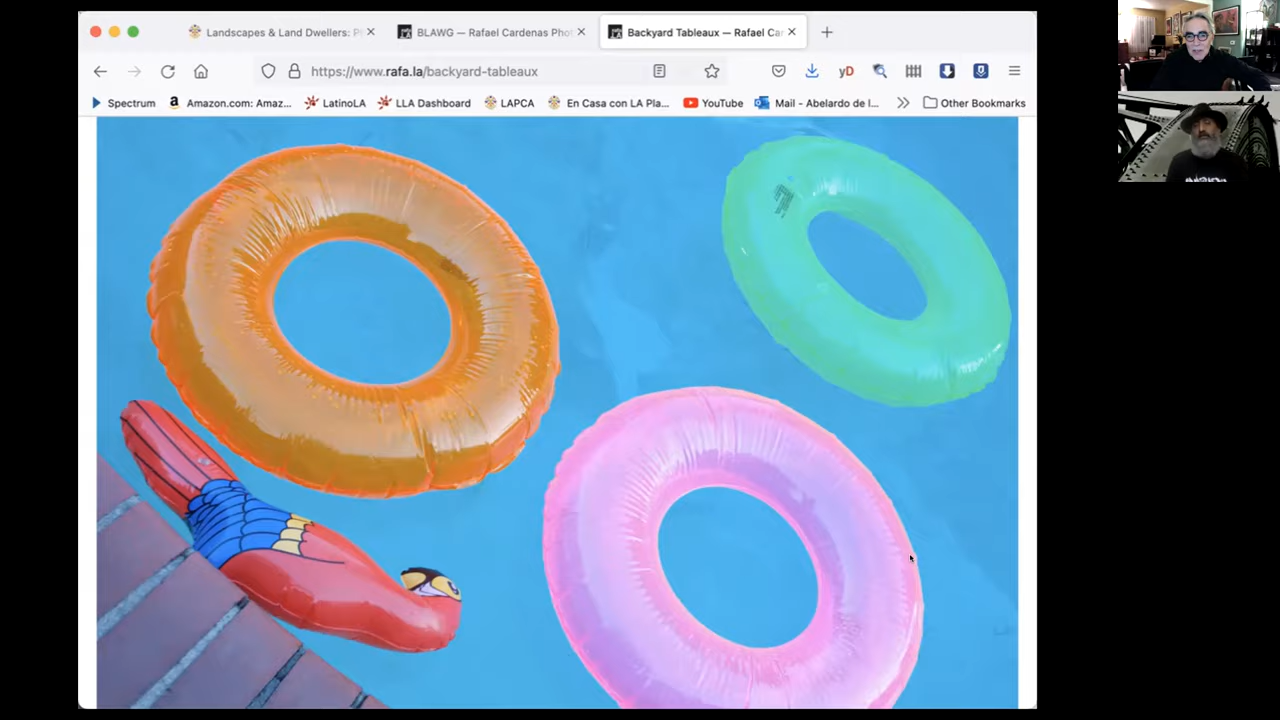 Landscapes & Land Dwellers: P
BLAWG — Rafael Cardenas Phot
Backyard Tableaux — Rafael Car
https://www.rafa.la/backyard-tableaux
yD
Spectrum
a Amazon.com: Amaz...
LatinoLA
LLA Dashboard
LAPCA
En Casa con LA Pla...
YouTube
Mail - Abelardo de l...
Other Bookmarks